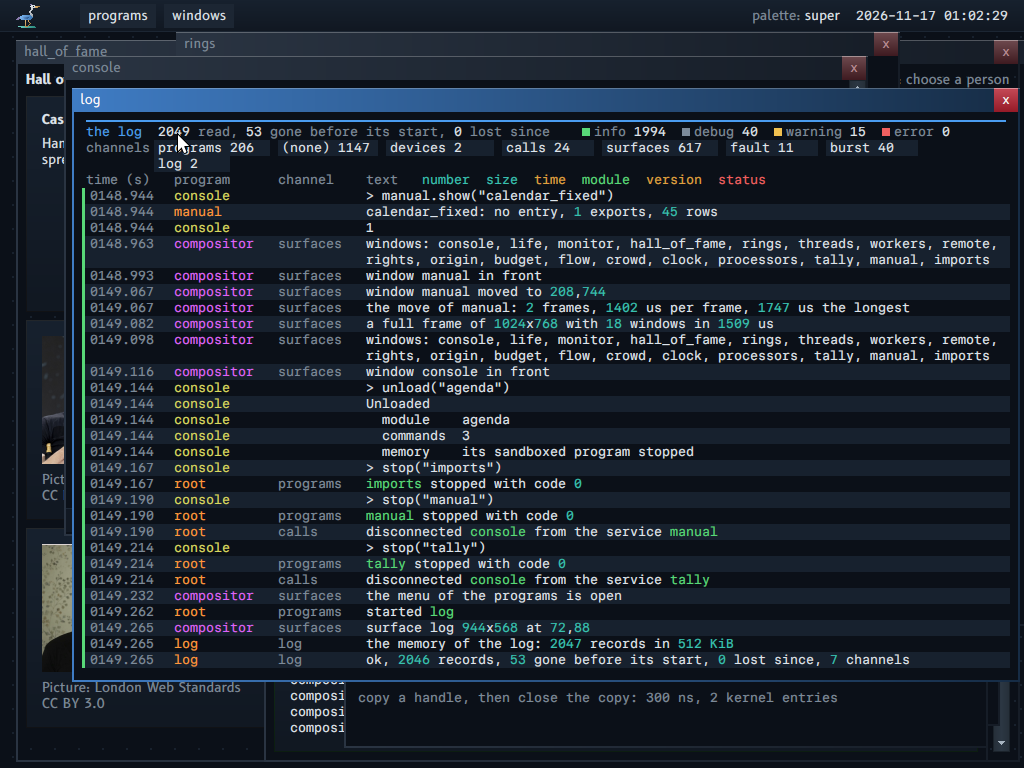 programs windows palette: super 2026-11-17 01:02:29
rings x
hall_of_fame x
console x
Hall o choose a person
log x
the log 2049 read, 53 gone before its start, 0 lost since info 1994 debug 40 warning 15 error 0
channels programs 206 (none) 1147 devices 2 calls 24 surfaces 617 fault 11 burst 40
log 2
time (s) program channel text number size time module version status
0148.944 console > manual.show("calendar_fixed")
0148.944 manual calendar_fixed: no entry, 1 exports, 45 rows
0148.944 console 1
0148.963 compositor surfaces windows: console, life, monitor, hall_of_fame, rings, threads, workers, remote,
rights, origin, budget, flow, crowd, clock, processors, tally, manual, imports
0148.993 compositor surfaces window manual in front
0149.067 compositor surfaces window manual moved to 208,744
0149.067 compositor surfaces the move of manual: 2 frames, 1402 us per frame, 1747 us the longest
0149.082 compositor surfaces a full frame of 1024x768 with 18 windows in 1509 us
0149.098 compositor surfaces windows: console, life, monitor, hall_of_fame, rings, threads, workers, remote,
rights, origin, budget, flow, crowd, clock, processors, tally, manual, imports
0149.116 compositor surfaces window console in front
0149.144 console > unload("agenda")
0149.144 console Unloaded
0149.144 console module agenda
0149.144 console commands 3
0149.144 console memory its sandboxed program stopped
0149.167 console > stop("imports")
0149.167 root programs imports stopped with code 0
0149.190 console > stop("manual")
0149.190 root programs manual stopped with code 0
0149.190 root calls disconnected console from the service manual
0149.214 console > stop("tally")
0149.214 root programs tally stopped with code 0
0149.214 root calls disconnected console from the service tally
0149.232 compositor surfaces the menu of the programs is open
0149.262 root programs started log
0149.265 compositor surfaces surface log 944x568 at 72,88
0149.265 log log the memory of the log: 2047 records in 512 KiB
0149.265 log log ok, 2046 records, 53 gone before its start, 0 lost since, 7 channels
Cas
Han
spre
Pict
CC
Picture: London Web Standards
CC BY 3.0
composi
composi
composi
copy a handle, then close the copy: 300 ns, 2 kernel entries